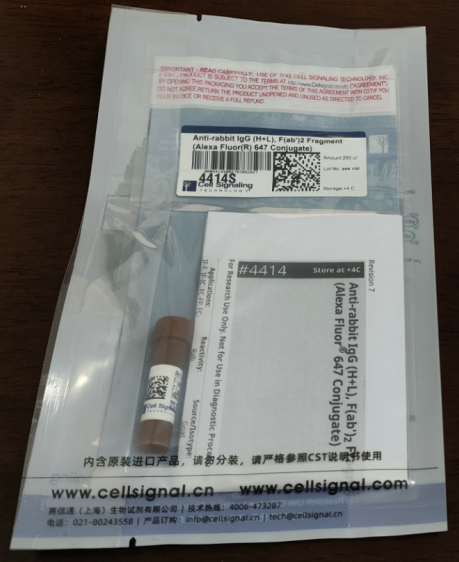 IMPORTANT - READ CAREFULLY: USE OF THIS CELL SIGNALING TECHNOLOGY, INC.
PRODUCT IS SUBJECT TO THE TERMS AT http://www.Cellsignal.com/ ("AGREEMENT").
BY OPENING THIS PACKAGING YOU ACCEPT THE TERMS OF THIS AGREEMENT WITH CST. IF YOU
DO NOT AGREE, RETURN THE PRODUCT UNOPENED AND UNUSED AS DIRECTED TO CANCEL
YOUR INVOICE OR RECEIVE A FULL REFUND.
Anti-rabbit IgG (H+L), F(ab')2 Fragment
(Alexa Fluor(R) 647 Conjugate)
Amount 250 ul
Lot No. see vial
Storage: +4 C
4414S
Cell Signaling
TECHNOLOGY
#4414
Store at +4C
Revision 7
Anti-rabbit IgG (H+L), F(ab')2
(Alexa Fluor® 647 Conjugate)
For Research Use Only. Not for Use in Diagnostic
Applications:
Reactivity:
Source/Isotype:
Cell Signaling
内含原装进口产品，请勿分装，请严格参照CST说明书使用
www.cellsignal.cn www.cellsignal.com
赛信通（上海）生物试剂有限公司 | 技术热线：4006-473287
电话：021-80243558 | 产品订购：info@cellsignal.cn | tech@cellsignal.cn